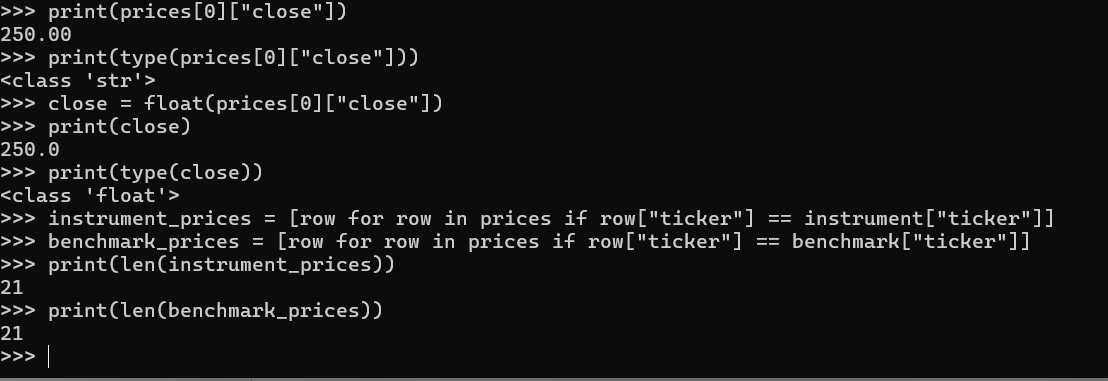 >>> print(prices[0]["close"])
250.00
>>> print(type(prices[0]["close"]))
<class 'str'>
>>> close = float(prices[0]["close"])
>>> print(close)
250.0
>>> print(type(close))
<class 'float'>
>>> instrument_prices = [row for row in prices if row["ticker"] == instrument["ticker"]]
>>> benchmark_prices = [row for row in prices if row["ticker"] == benchmark["ticker"]]
>>> print(len(instrument_prices))
21
>>> print(len(benchmark_prices))
21
>>>